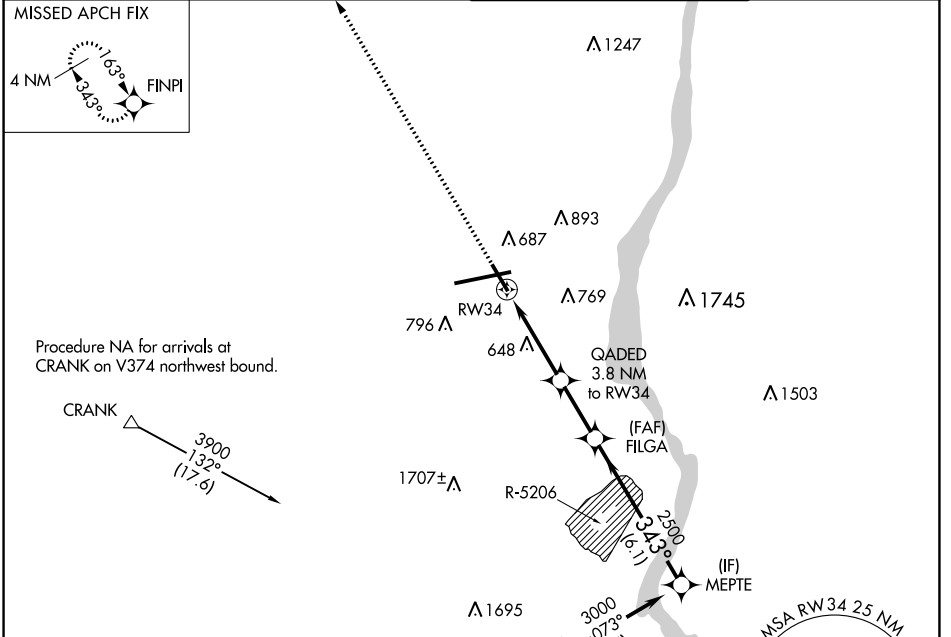 MISSED APCH FIX
4 NM
163°
343°
FINPI
1247
893
687
RW34
769
1745
796
648
QADED
3.8 NM
to RW34
1503
Procedure NA for arrivals at
CRANK on V374 northwest bound.
CRANK
3900
132°
(17.6)
(FAF)
FILGA
1707±
R-5206
2500
343°
(6.1)
(IF)
MEPTE
1695
3000
073°
MSA RW34 25 NM